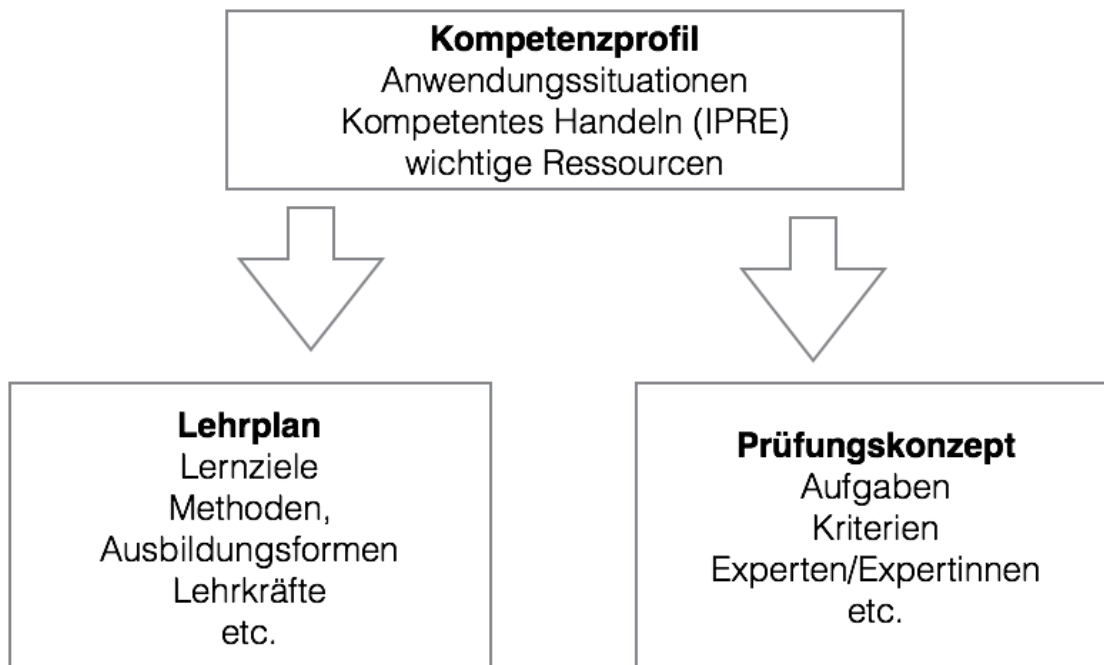 Kompetenzprofil
Anwendungssituationen
Kompetentes Handeln (IPRE)
wichtige Ressourcen
Lehrplan
Lernziele
Methoden,
Ausbildungsformen
Lehrkräfte
etc.
Prüfungskonzept
Aufgaben
Kriterien
Experten/Expertinnen
etc.